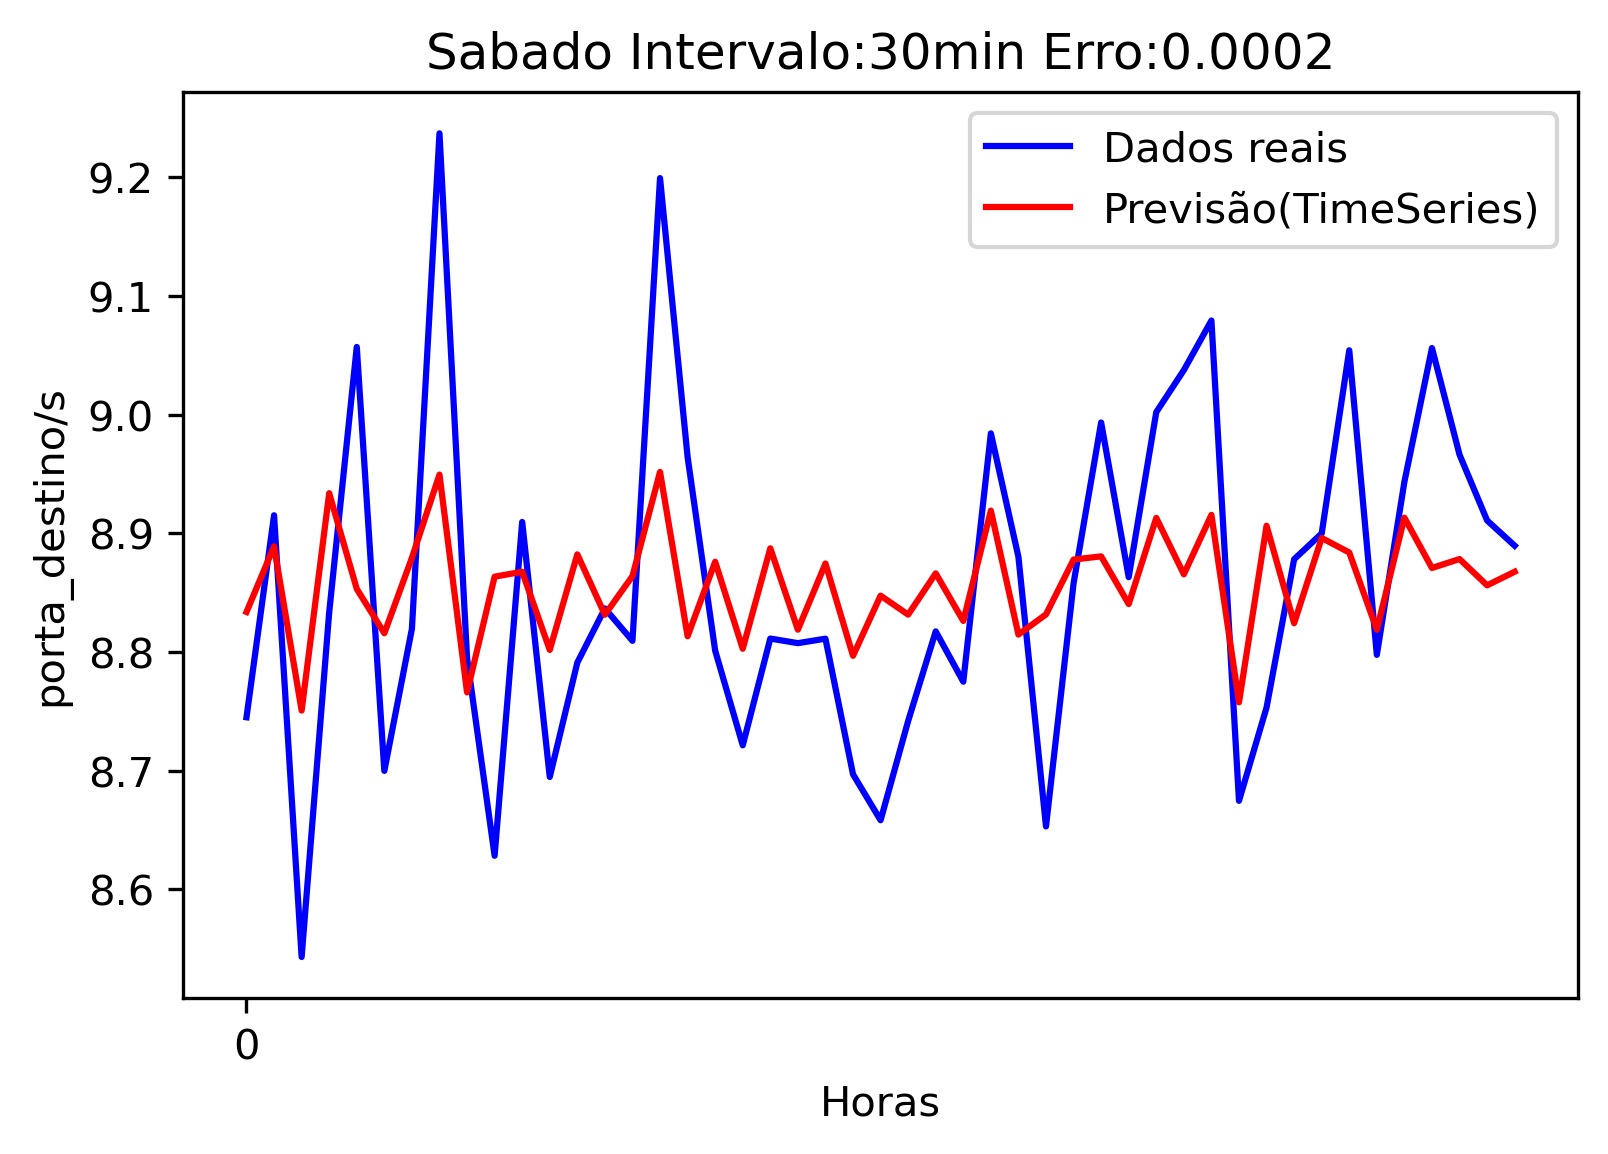 Sabado Intervalo:30min Erro:0.0002
Dados reais
Previsão(TimeSeries)
porta_destino/s
9.2
9.1
9.0
8.9
8.8
8.7
8.6
0
Horas